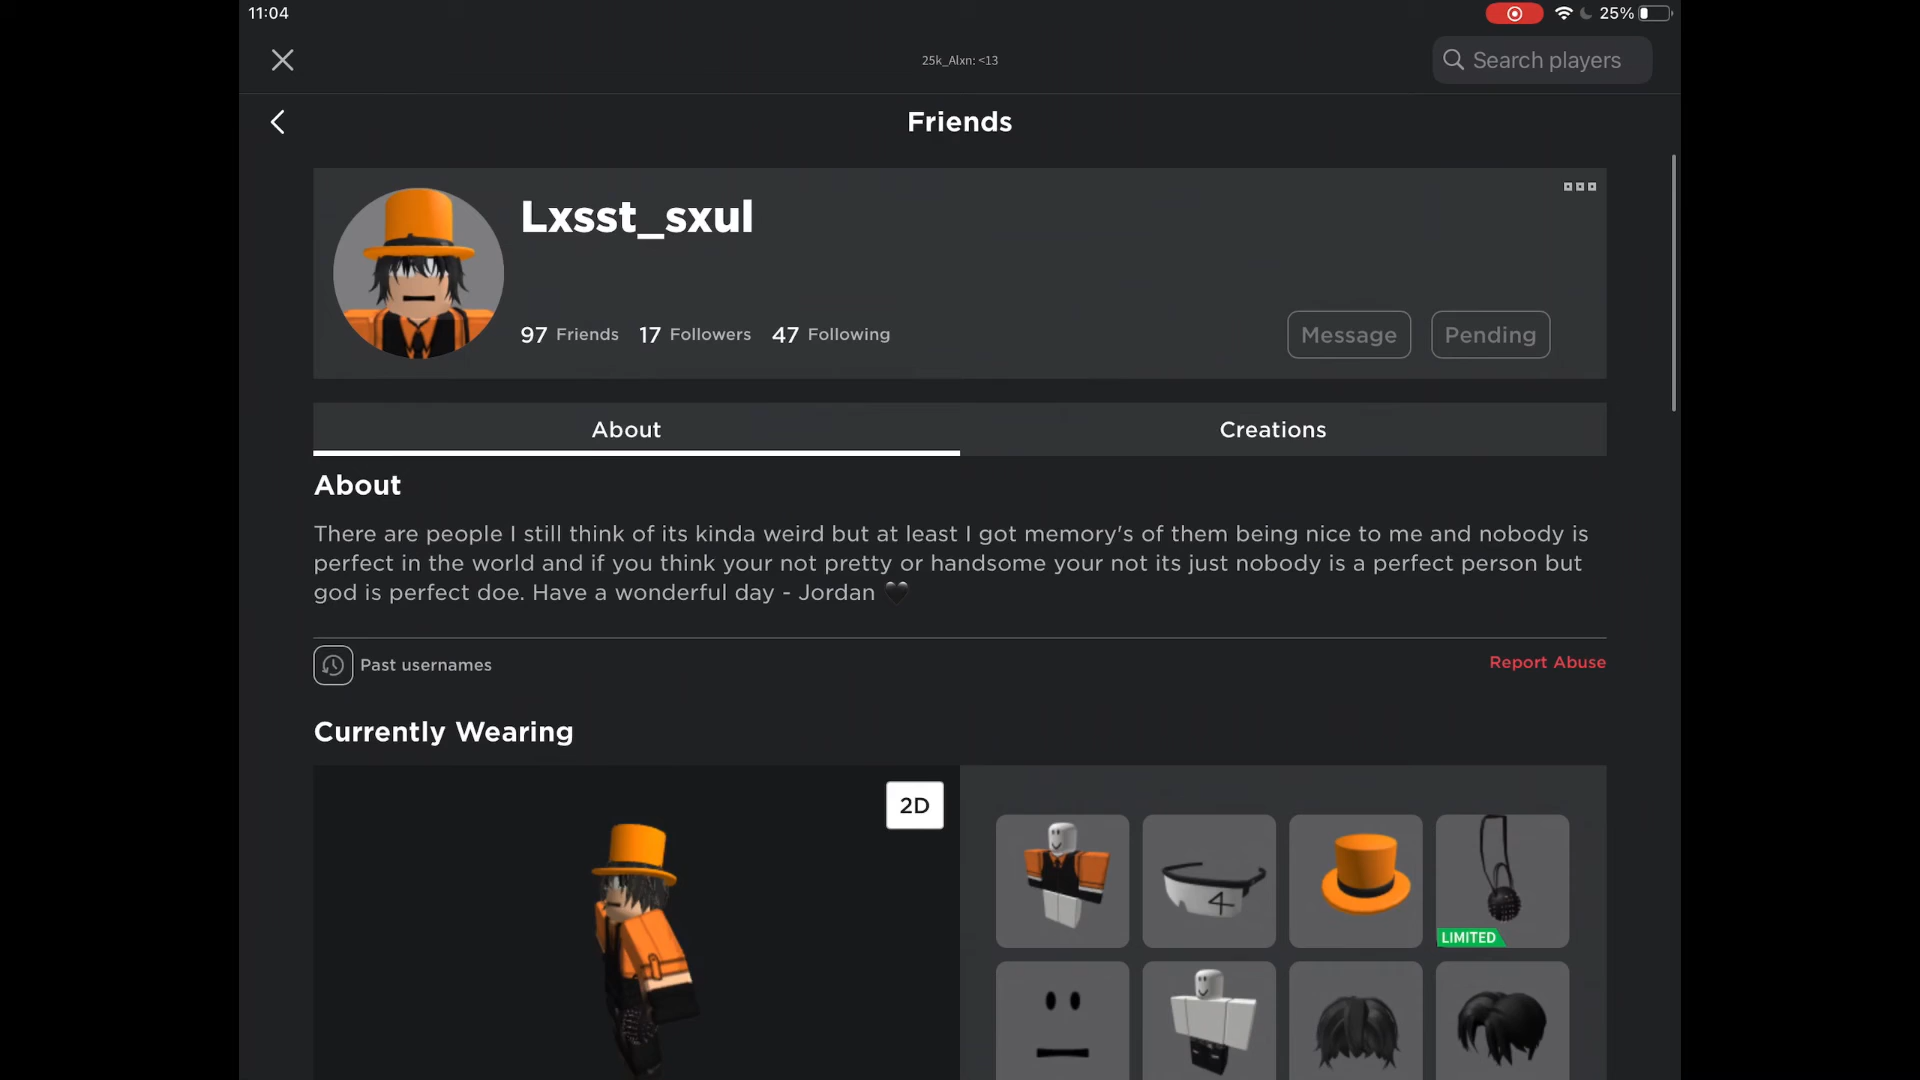 11:04
25%
25k_Alxn: <13
Search players
Friends
Lxsst_sxul
97 Friends 17 Followers 47 Following
Message
Pending
About
Creations
About
There are people I still think of its kinda weird but at least I got memory's of them being nice to me and nobody is
perfect in the world and if you think your not pretty or handsome your not its just nobody is a perfect person but
god is perfect doe. Have a wonderful day - Jordan 🖤
Past usernames
Report Abuse
Currently Wearing
2D
4
LIMITED